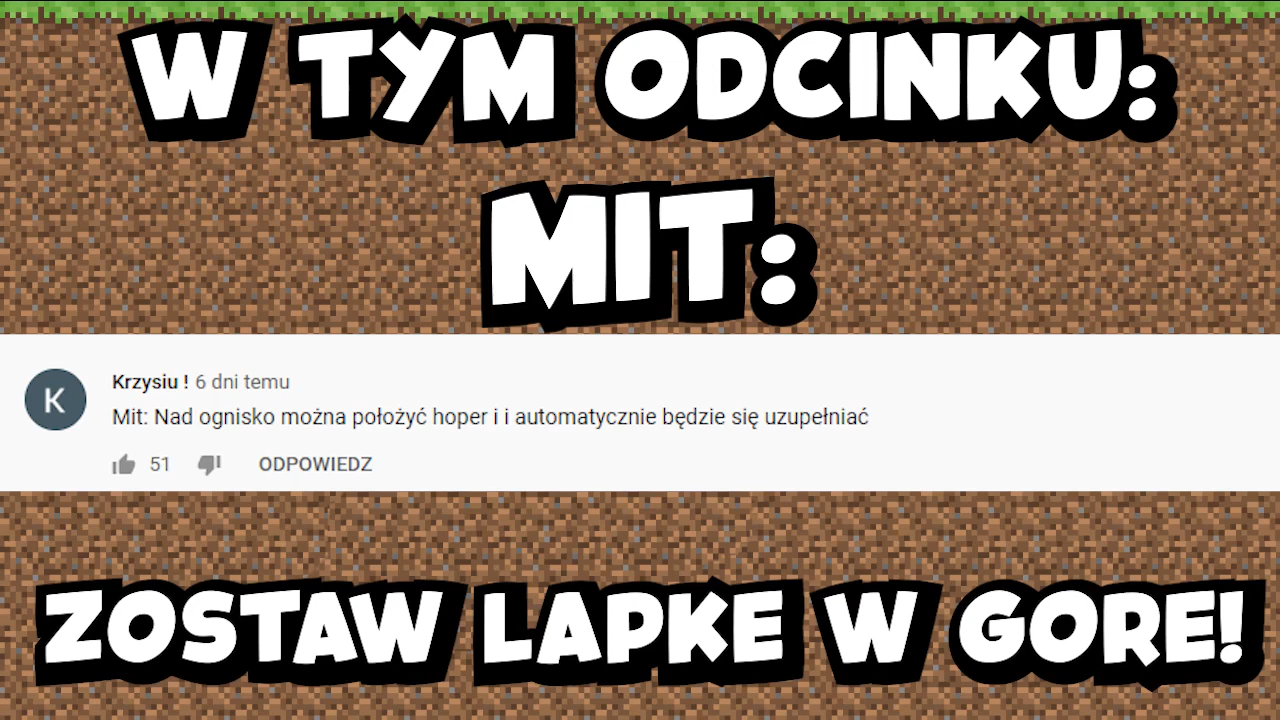 W TYM ODCINKU:
MIT:
K
Krzysiu ! 6 dni temu
Mit: Nad ognisko można położyć hoper i i automatycznie będzie się uzupełniać
51 ODPOWIEDZ
ZOSTAW LAPKE W GORE!